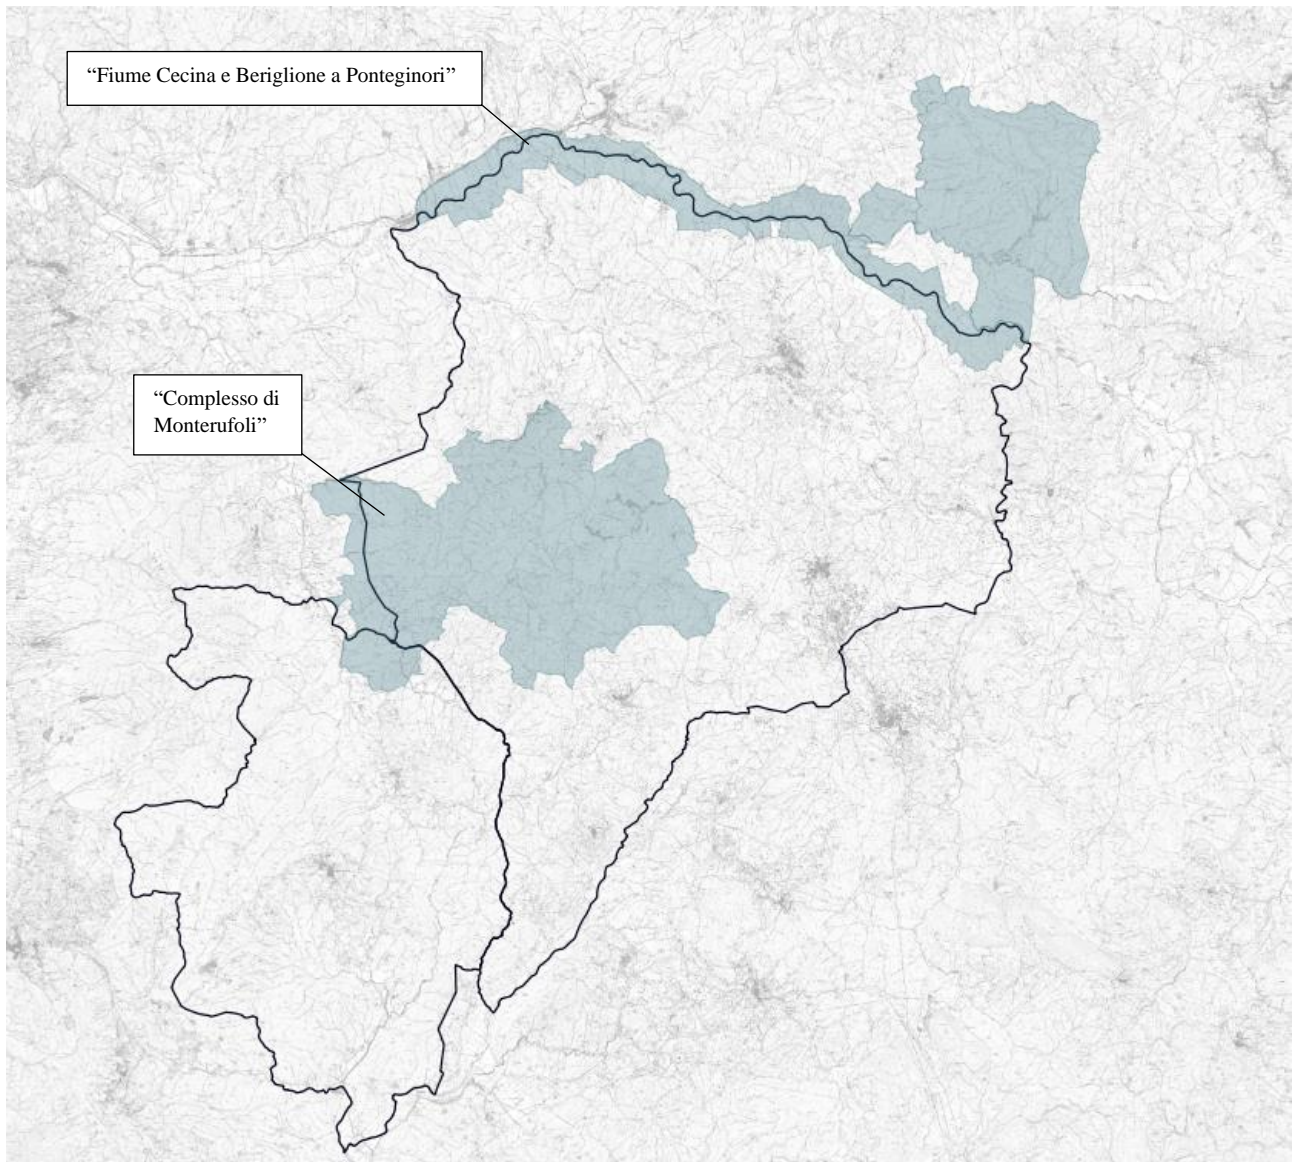 “Fiume Cecina e Beriglione a Ponteginori”
“Complesso di
Monterufoli”